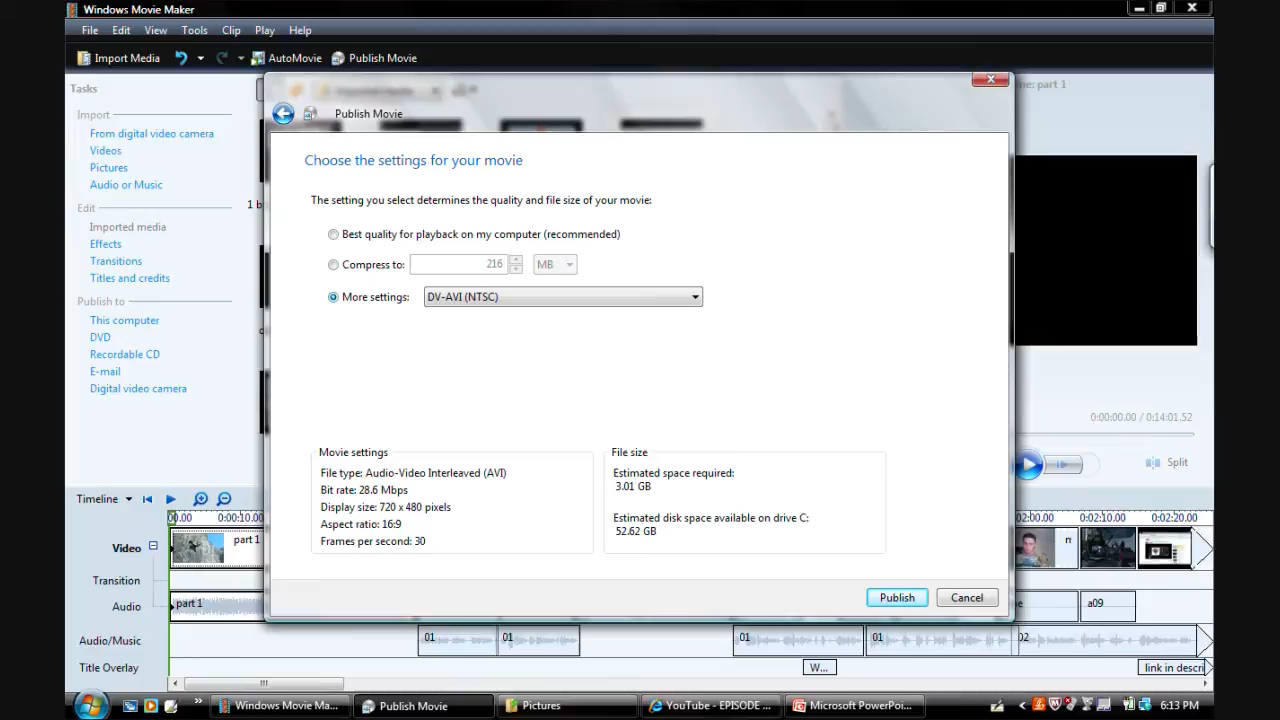 Windows Movie Maker
File Edit View Tools Clip Play Help
Import Media AutoMovie Publish Movie
Tasks
Import
From digital video camera
Videos
Pictures
Audio or Music
Edit
Imported media
Effects
Transitions
Titles and credits
Publish to
This computer
DVD
Recordable CD
E-mail
Digital video camera
Publish Movie
Choose the settings for your movie
The setting you select determines the quality and file size of your movie:
Best quality for playback on my computer (recommended)
Compress to: 216 MB
More settings: DV-AVI (NTSC)
Movie settings
File type: Audio-Video Interleaved (AVI)
Bit rate: 28.6 Mbps
Display size: 720 x 480 pixels
Aspect ratio: 16:9
Frames per second: 30
File size
Estimated space required:
3.01 GB
Estimated disk space available on drive C:
52.62 GB
Publish Cancel
part 1
0:00:00.00 / 0:14:01.52
Split
Timeline
00.00 0:00:10.00 0:02:10.00 0:02:20.00
Video part 1
Transition
Audio part 1 a09
Audio/Music 01 01 01 01 02
Title Overlay W... link in descri
Windows Movie Ma... Publish Movie Pictures YouTube - EPISODE ... Microsoft PowerPoi... 6:13 PM